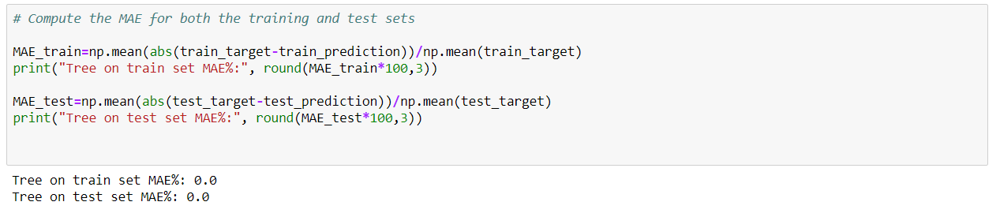 # Compute the MAE for both the training and test sets
MAE_train=np.mean(abs(train_target-train_prediction))/np.mean(train_target)
print("Tree on train set MAE%:", round(MAE_train*100,3))
MAE_test=np.mean(abs(test_target-test_prediction))/np.mean(test_target)
print("Tree on test set MAE%:", round(MAE_test*100,3))
Tree on train set MAE%: 0.0
Tree on test set MAE%: 0.0